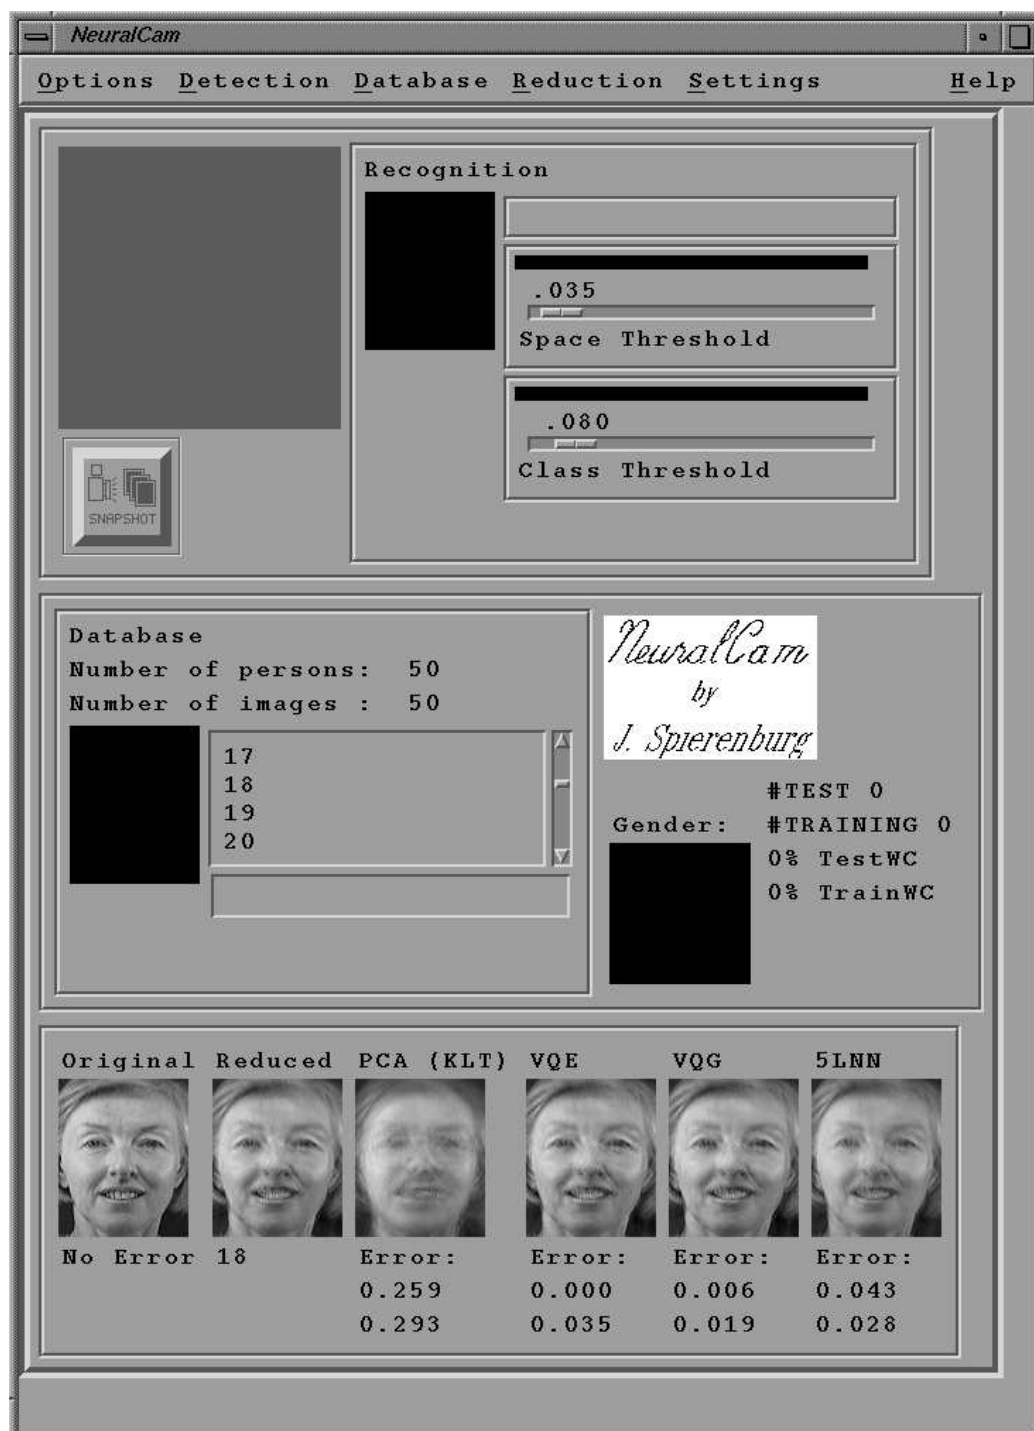 NeuralCam
Options Detection Database Reduction Settings Help
Recognition
.035
Space Threshold
.080
Class Threshold
SNAPSHOT
Database
Number of persons: 50
Number of images : 50
17
18
19
20
NeuralCam
by
J. Spierenburg
#TEST 0
Gender: #TRAINING 0
0% TestWC
0% TrainWC
Original Reduced PCA (KLT) VQE VQG 5LNN
No Error 18 Error: Error: Error: Error:
0.259 0.000 0.006 0.043
0.293 0.035 0.019 0.028